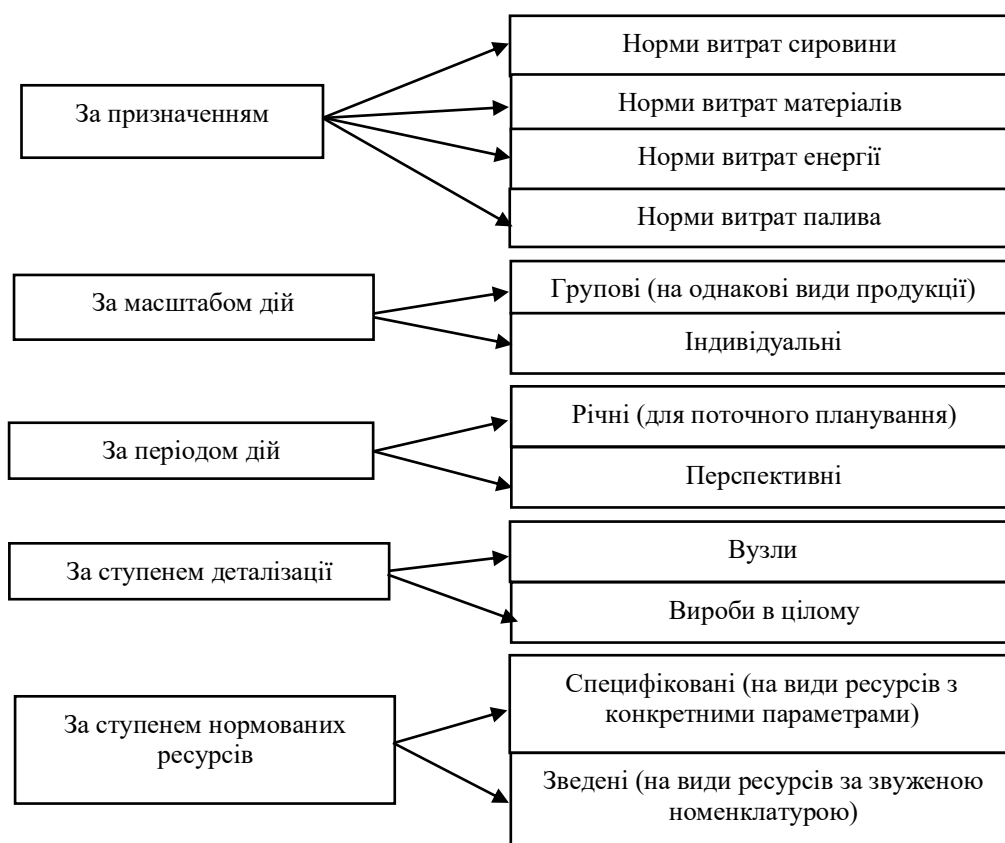 За призначенням
Норми витрат сировини
Норми витрат матеріалів
Норми витрат енергії
Норми витрат палива
За масштабом дій
Групові (на однакові види продукції)
Індивідуальні
За періодом дій
Річні (для поточного планування)
Перспективні
За ступенем деталізації
Вузли
Вироби в цілому
За ступенем нормованих
ресурсів
Специфіковані (на види ресурсів з
конкретними параметрами)
Зведені (на види ресурсів за звуженою
номенклатурою)